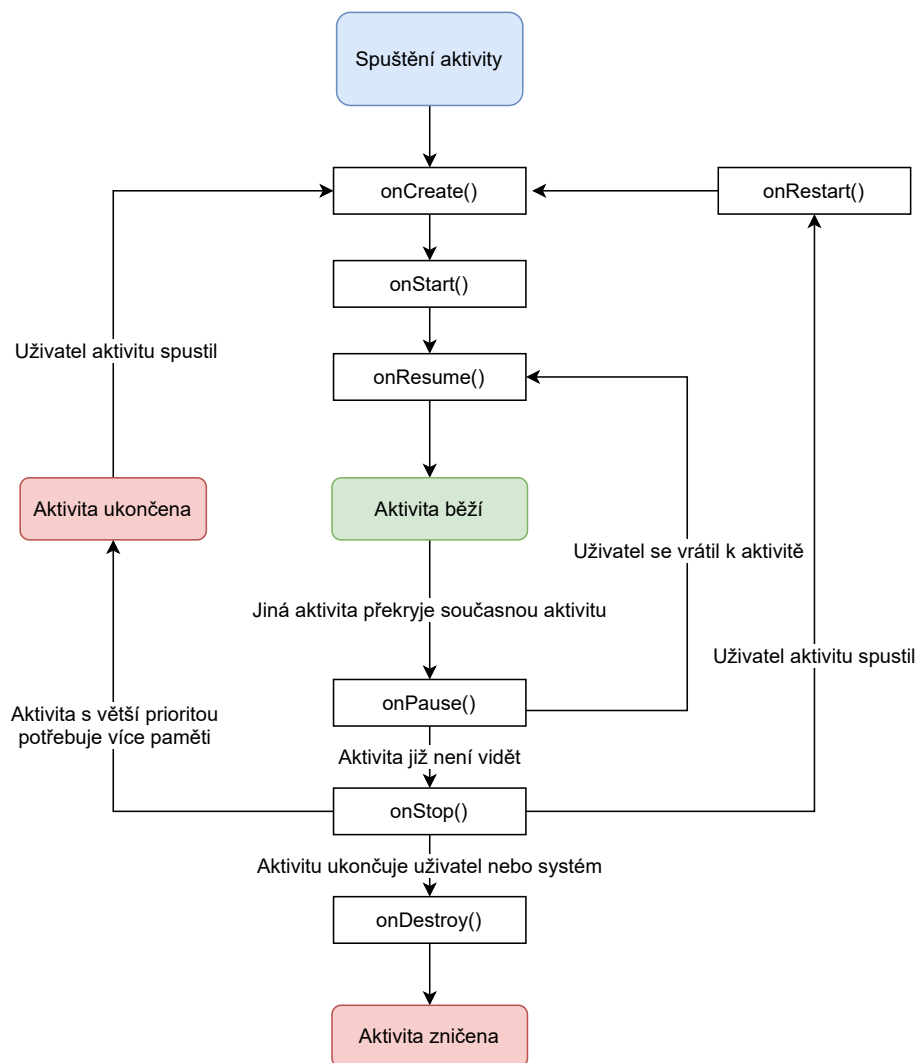 Spuštění aktivity
onCreate()
onRestart()
onStart()
Uživatel aktivitu spustil
onResume()
Aktivita ukončena
Aktivita běží
Uživatel se vrátil k aktivitě
Jiná aktivita překryje současnou aktivitu
Uživatel aktivitu spustil
onPause()
Aktivita s větší prioritou
potřebuje více paměti
Aktivita již není vidět
onStop()
Aktivitu ukončuje uživatel nebo systém
onDestroy()
Aktivita zničena